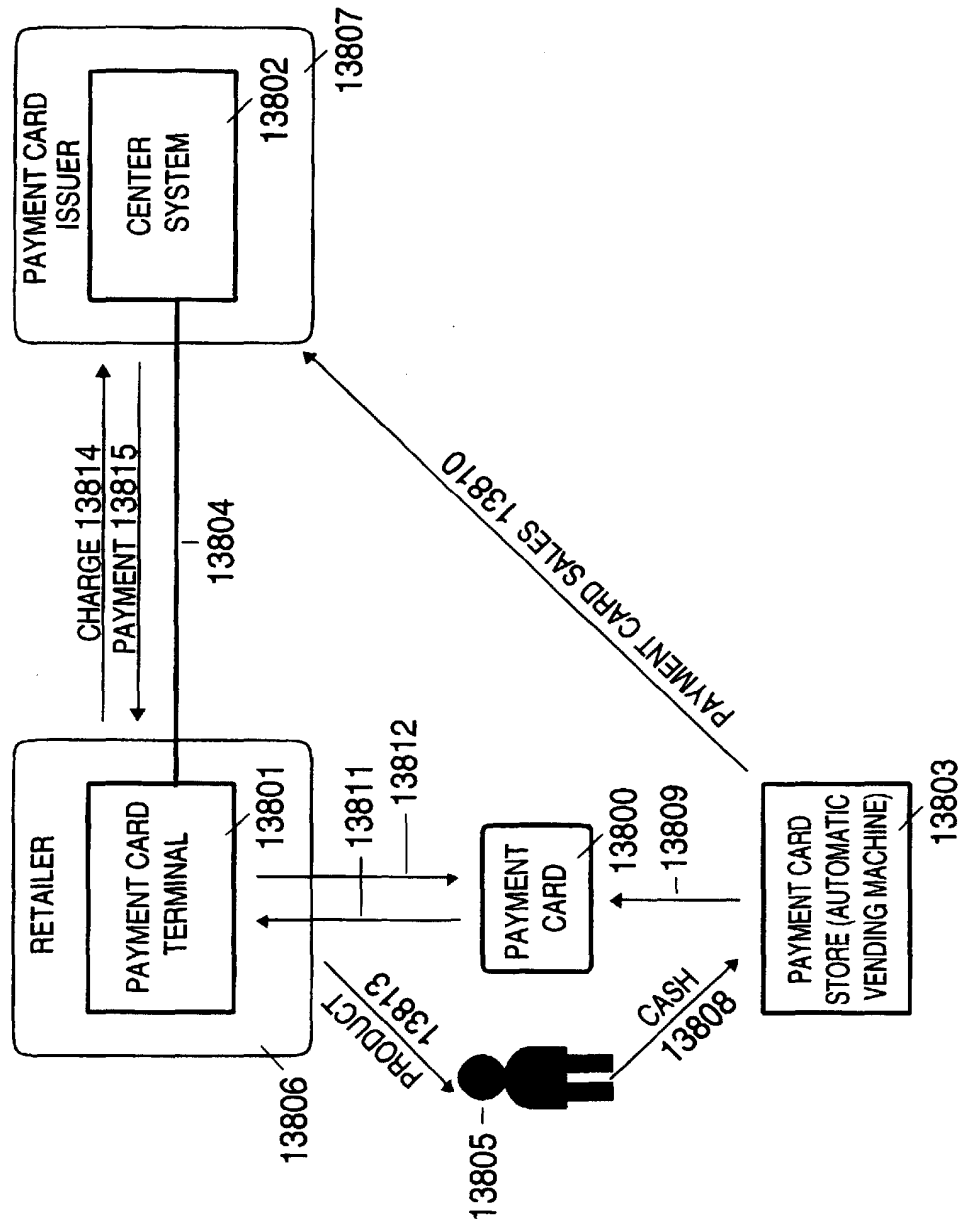 RETAILER
PAYMENT CARD
TERMINAL
13801
13806
CHARGE 13814
PAYMENT 13815
13804
PAYMENT CARD
ISSUER
CENTER
SYSTEM
13802
13807
13811
13812
PRODUCT
13813
13805
PAYMENT
CARD
13800
13809
CASH
13808
PAYMENT CARD
STORE (AUTOMATIC
VENDING MACHINE)
13803
PAYMENT CARD SALES 13810